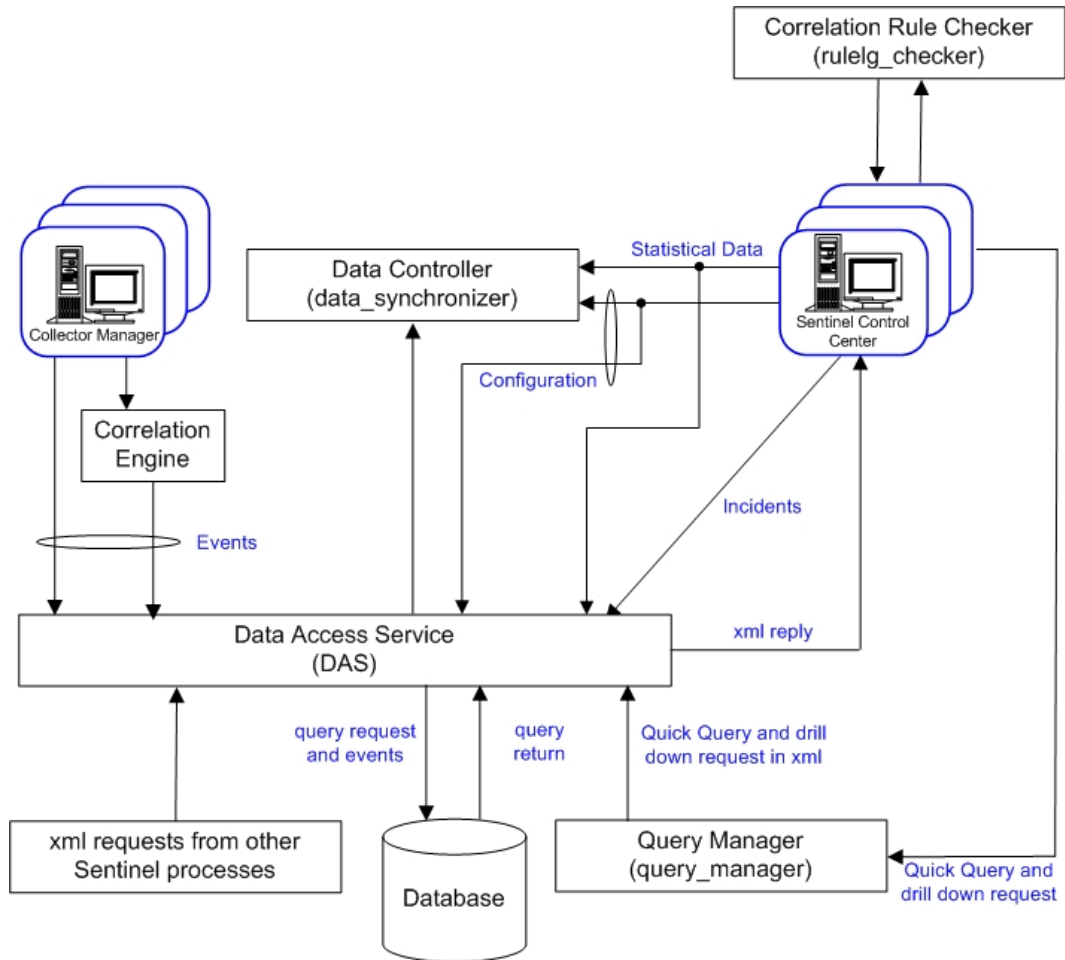 Correlation Rule Checker
(rulelg_checker)
Collector Manager
Data Controller
(data_synchronizer)
Statistical Data
Sentinel Control
Center
Configuration
Correlation
Engine
Events
Incidents
Data Access Service
(DAS)
xml reply
query request
and events
query
return
Quick Query and drill
down request in xml
xml requests from other
Sentinel processes
Database
Query Manager
(query_manager)
Quick Query and
drill down request